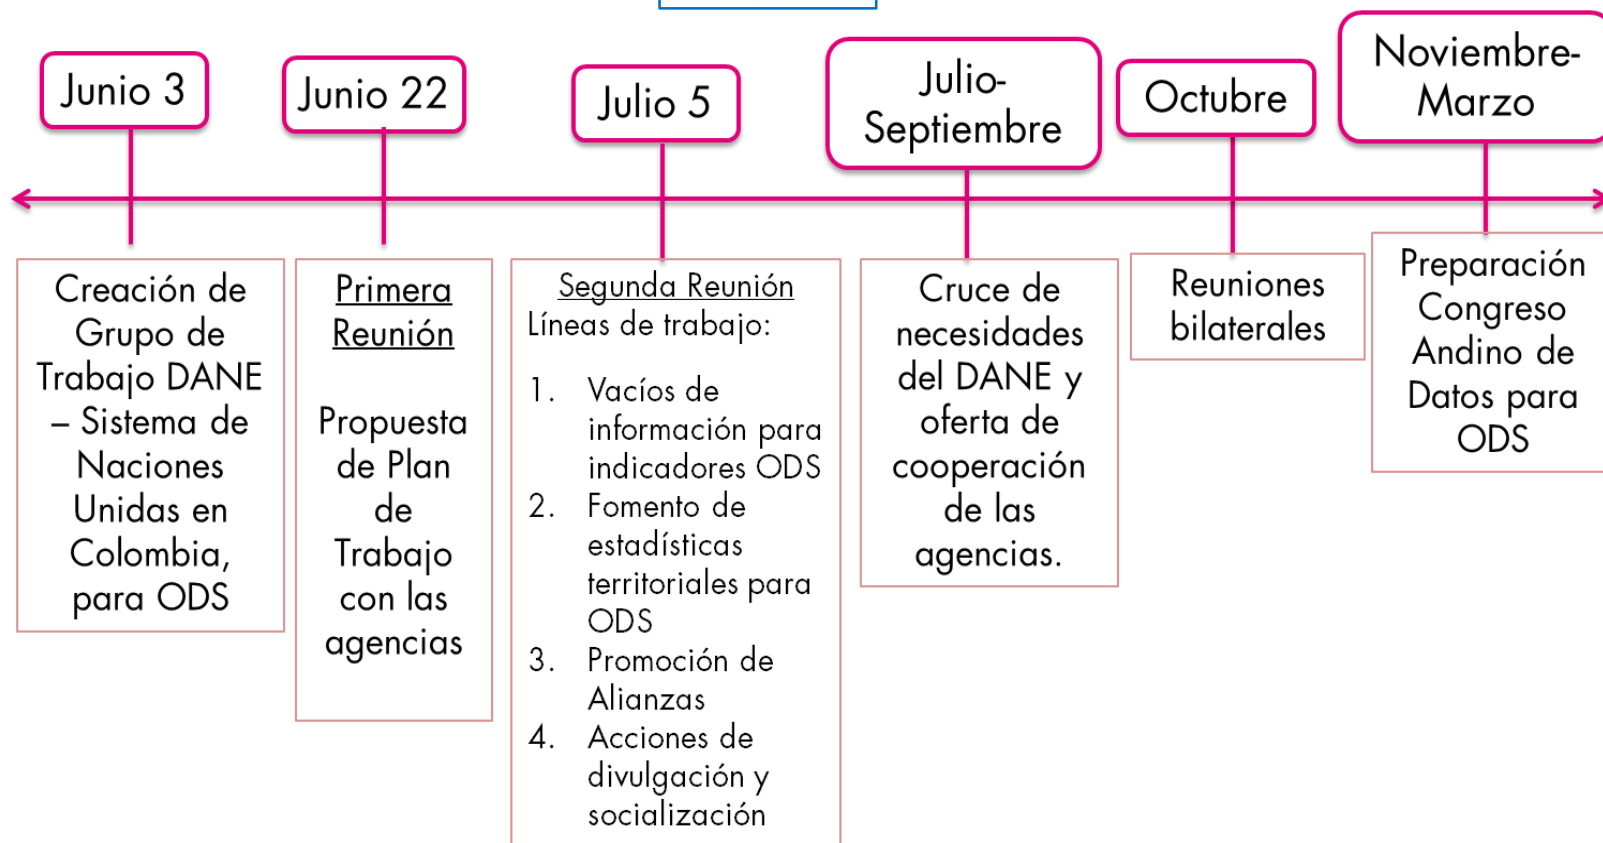 Junio 3
Junio 22
Julio 5
Julio-
Septiembre
Octubre
Noviembre-
Marzo
Creación de
Grupo de
Trabajo DANE
– Sistema de
Naciones
Unidas en
Colombia,
para ODS
Primera
Reunión
Propuesta
de Plan
de
Trabajo
con las
agencias
Segunda Reunión
Líneas de trabajo:
1. Vacíos de
información para
indicadores ODS
2. Fomento de
estadísticas
territoriales para
ODS
3. Promoción de
Alianzas
4. Acciones de
divulgación y
socialización
Cruce de
necesidades
del DANE y
oferta de
cooperación
de las
agencias.
Reuniones
bilaterales
Preparación
Congreso
Andino de
Datos para
ODS